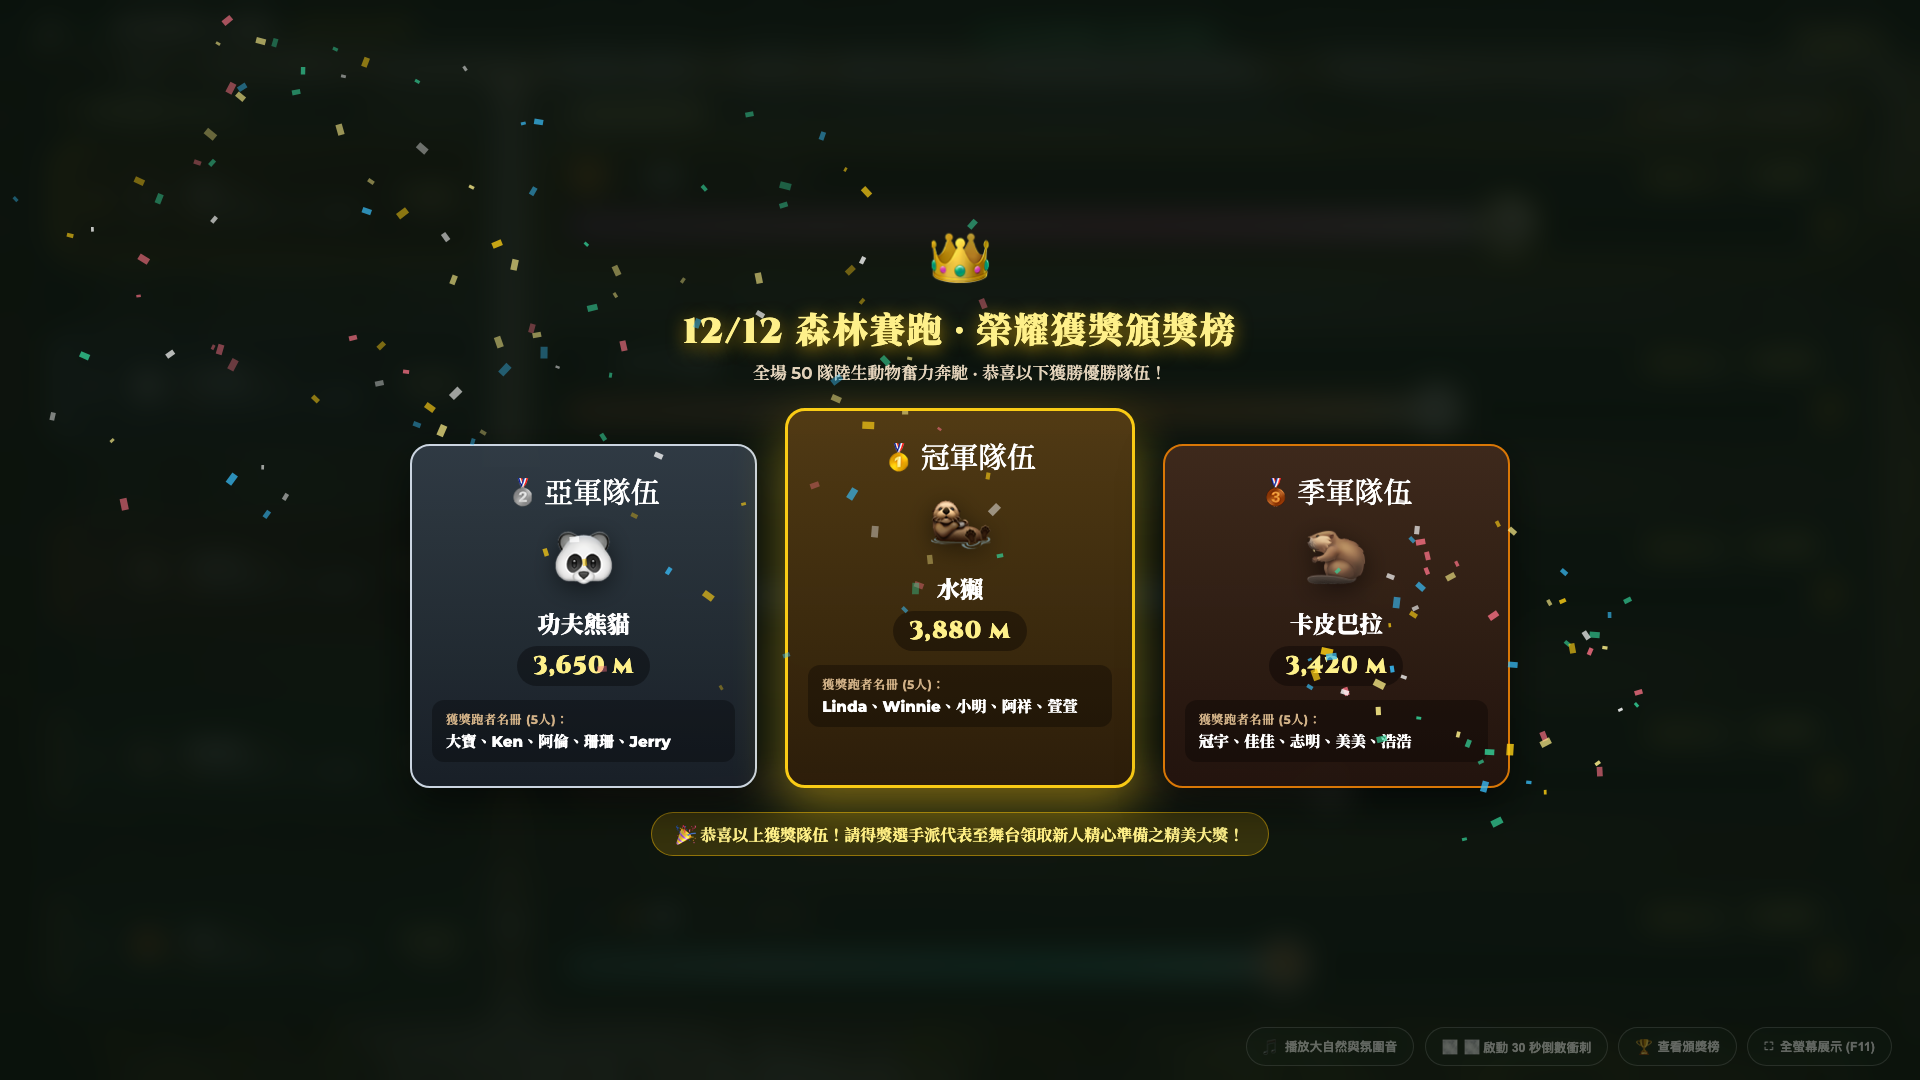 12/12 森林賽跑 · 榮耀獲獎頒獎榜
全場 50 隊陸生動物奮力奔馳 · 恭喜以下獲勝優勝隊伍！
2 亞軍隊伍
功夫熊貓
3,650 M
獲獎跑者名冊 (5人)：
大寶、Ken、阿倫、珊珊、Jerry
1 冠軍隊伍
水獺
3,880 M
獲獎跑者名冊 (5人)：
Linda、Winnie、小明、阿祥、萱萱
3 季軍隊伍
卡皮巴拉
3,420 M
獲獎跑者名冊 (5人)：
冠宇、佳佳、志明、美美、浩浩
恭喜以上獲獎隊伍！請得獎選手派代表至舞台領取新人精心準備之精美大獎！
播放大自然與氛圍音
啟動 30 秒倒數衝刺
查看頒獎榜
全螢幕展示 (F11)